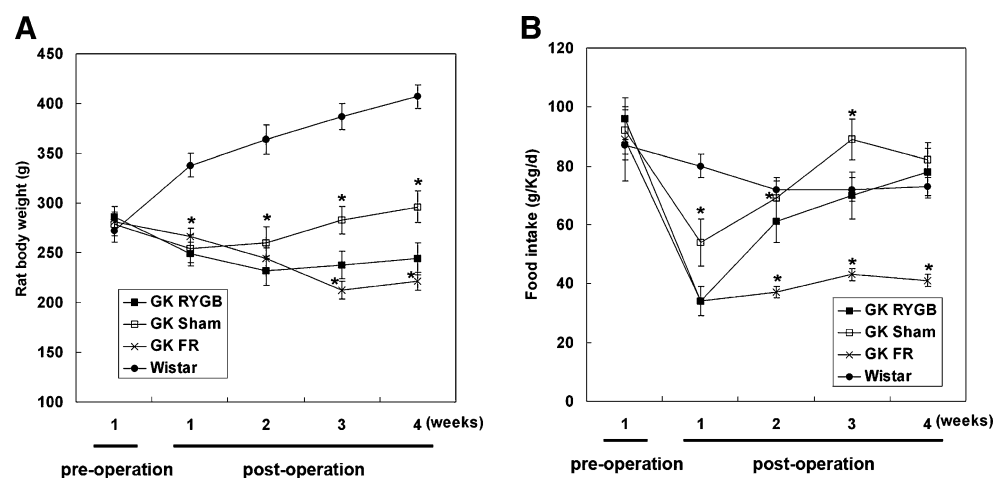 A
450
400
350
300
250
200
150
100
Rat body weight (g)
*
*
*
*
*
*
GK RYGB
GK Sham
GK FR
Wistar
1
1
2
3
4 (weeks)
pre-operation
post-operation
B
120
100
80
60
40
20
0
Food intake (g/Kg/d)
*
*
*
*
*
*
GK RYGB
GK Sham
GK FR
Wistar
1
1
2
3
4 (weeks)
pre-operation
post-operation